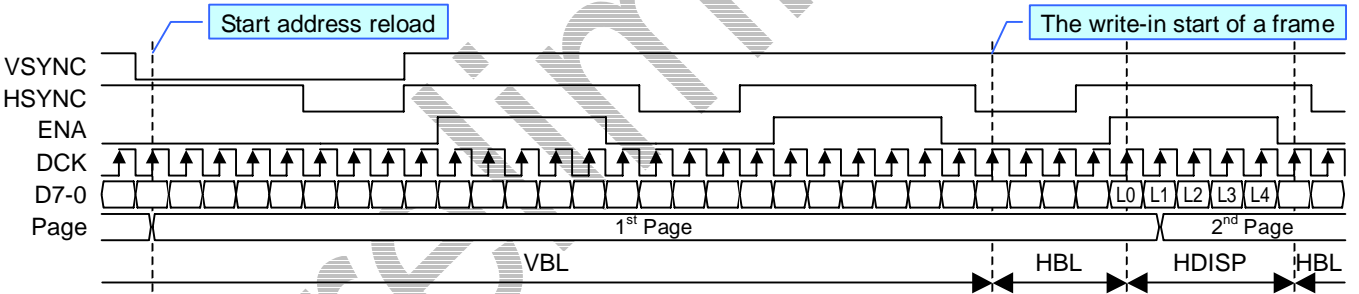 Start address reload
The write-in start of a frame
VSYNC
HSYNC
ENA
DCK
D7-0 L0 L1 L2 L3 L4
Page 1st Page 2nd Page
VBL HBL HDISP HBL